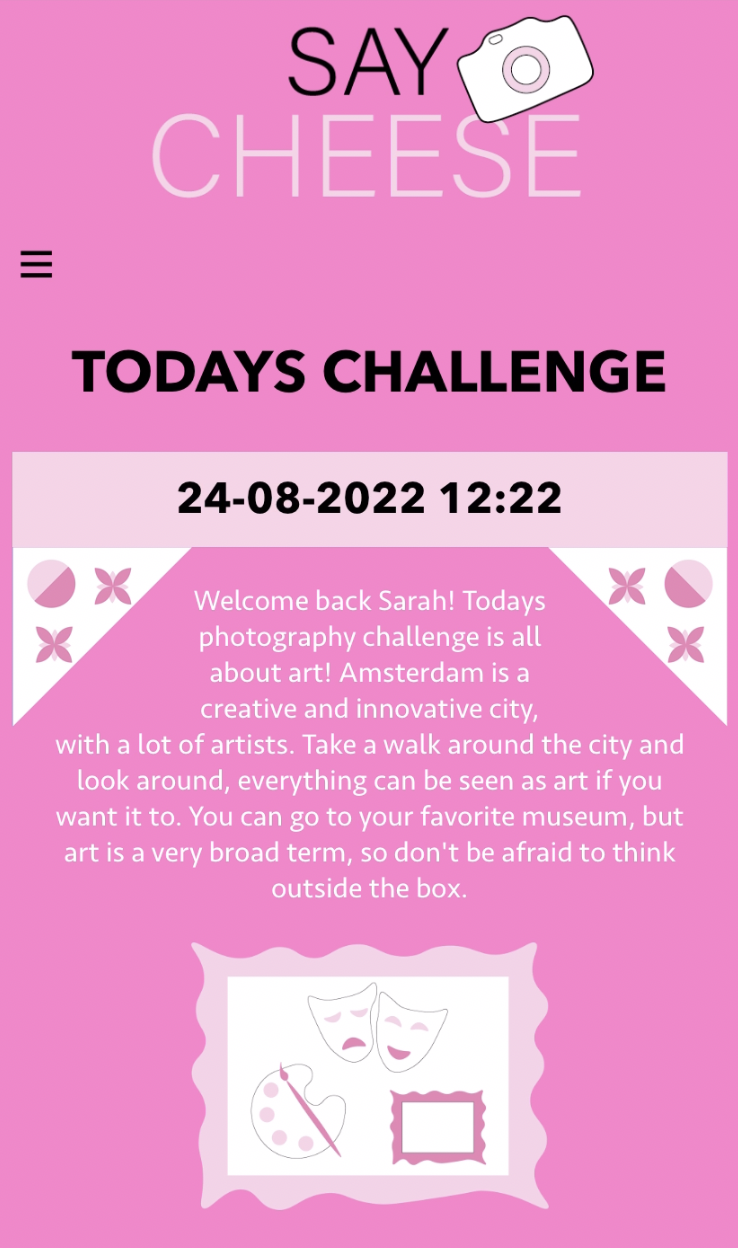 SAY
CHEESE
TODAYS CHALLENGE
24-08-2022 12:22
Welcome back Sarah! Todays
photography challenge is all
about art! Amsterdam is a
creative and innovative city,
with a lot of artists. Take a walk around the city and
look around, everything can be seen as art if you
want it to. You can go to your favorite museum, but
art is a very broad term, so don't be afraid to think
outside the box.